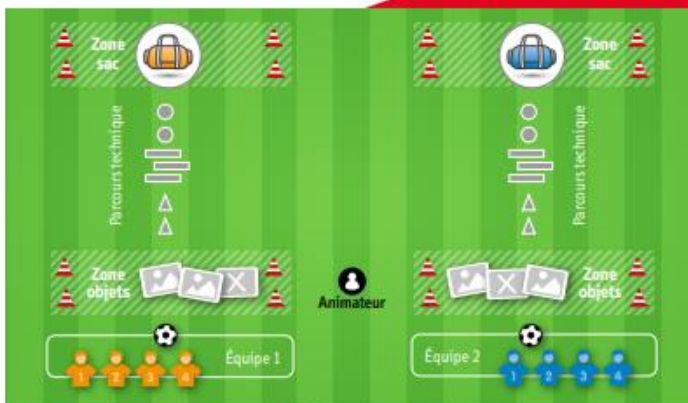 Zone
sac
Zone
sac
Parcours technique
Parcours technique
Zone
objets
Animateur
Zone
objets
Équipe 1
1 2 3 4
Équipe 2
1 2 3 4